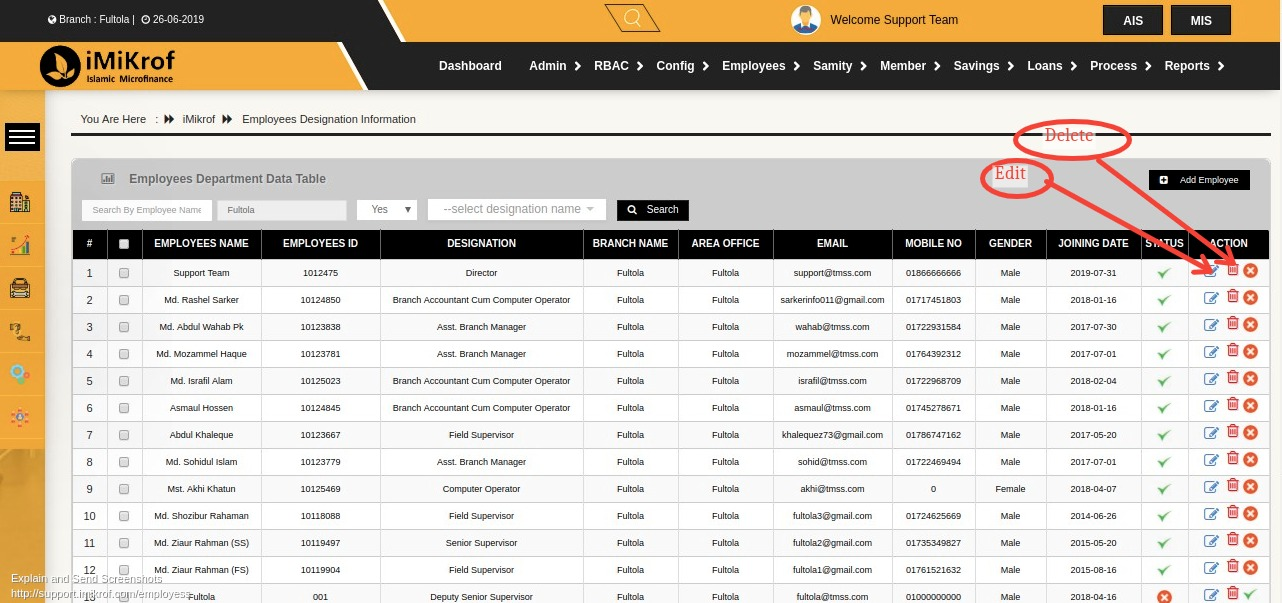 Branch : Fultola | 26-06-2019
Welcome Support Team
AIS
MIS
iMiKrof
Islamic Microfinance
Dashboard Admin RBAC Config Employees Samity Member Savings Loans Process Reports
You Are Here : iMikrof Employees Designation Information
Delete
Edit
Employees Department Data Table
Add Employee
Search By Employee Name Fultola Yes --select designation name Search
# EMPLOYEES NAME EMPLOYEES ID DESIGNATION BRANCH NAME AREA OFFICE EMAIL MOBILE NO GENDER JOINING DATE STATUS ACTION
1 Support Team 1012475 Director Fultola Fultola support@tmss.com 01866666666 Male 2019-07-31
2 Md. Rashel Sarker 10124850 Branch Accountant Cum Computer Operator Fultola Fultola sarkerinfo011@gmail.com 01717451803 Male 2018-01-16
3 Md. Abdul Wahab Pk 10123838 Asst. Branch Manager Fultola Fultola wahab@tmss.com 01722931584 Male 2017-07-30
4 Md. Mozammel Haque 10123781 Asst. Branch Manager Fultola Fultola mozammel@tmss.com 01764392312 Male 2017-07-01
5 Md. Israfil Alam 10125023 Branch Accountant Cum Computer Operator Fultola Fultola israfil@tmss.com 01722968709 Male 2018-02-04
6 Asmaul Hossen 10124845 Branch Accountant Cum Computer Operator Fultola Fultola asmaul@tmss.com 01745278671 Male 2018-01-16
7 Abdul Khaleque 10123667 Field Supervisor Fultola Fultola khalequez73@gmail.com 01786747162 Male 2017-05-20
8 Md. Sohidul Islam 10123779 Asst. Branch Manager Fultola Fultola sohid@tmss.com 01722469494 Male 2017-07-01
9 Mst. Akhi Khatun 10125469 Computer Operator Fultola Fultola akhi@tmss.com 0 Female 2018-04-07
10 Md. Shozibur Rahaman 10118088 Field Supervisor Fultola Fultola fultola3@gmail.com 01724625669 Male 2014-06-26
11 Md. Ziaur Rahman (SS) 10119497 Senior Supervisor Fultola Fultola fultola2@gmail.com 01735349827 Male 2015-05-20
12 Md. Ziaur Rahman (FS) 10119904 Field Supervisor Fultola Fultola fultola1@gmail.com 01761521632 Male 2015-08-16
13 Fultola 001 Deputy Senior Supervisor Fultola Fultola fultola@tmss.com 01000000000 Male 2018-04-16
Explain and Send Screenshots
http://support.imikrof.com/employess